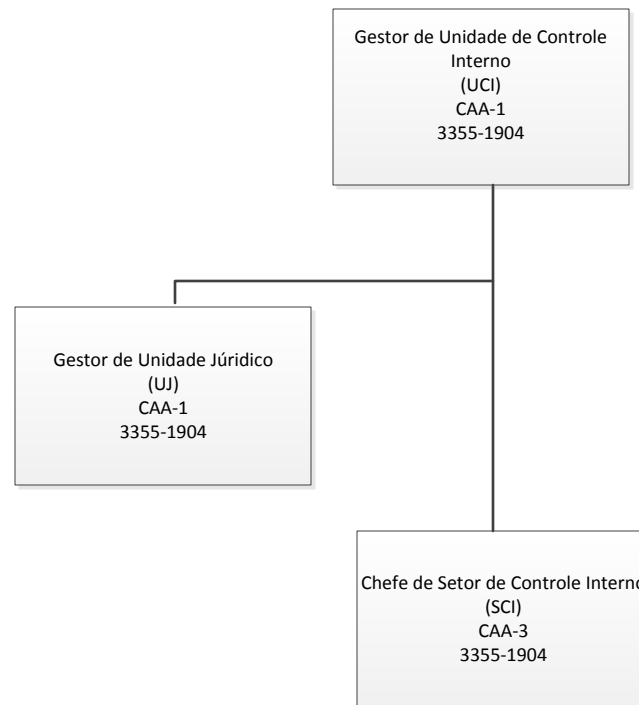 Gestor de Unidade de Controle
Interno
(UCI)
CAA-1
3355-1904
Gestor de Unidade Júridico
(UJ)
CAA-1
3355-1904
Chefe de Setor de Controle Interno
(SCI)
CAA-3
3355-1904